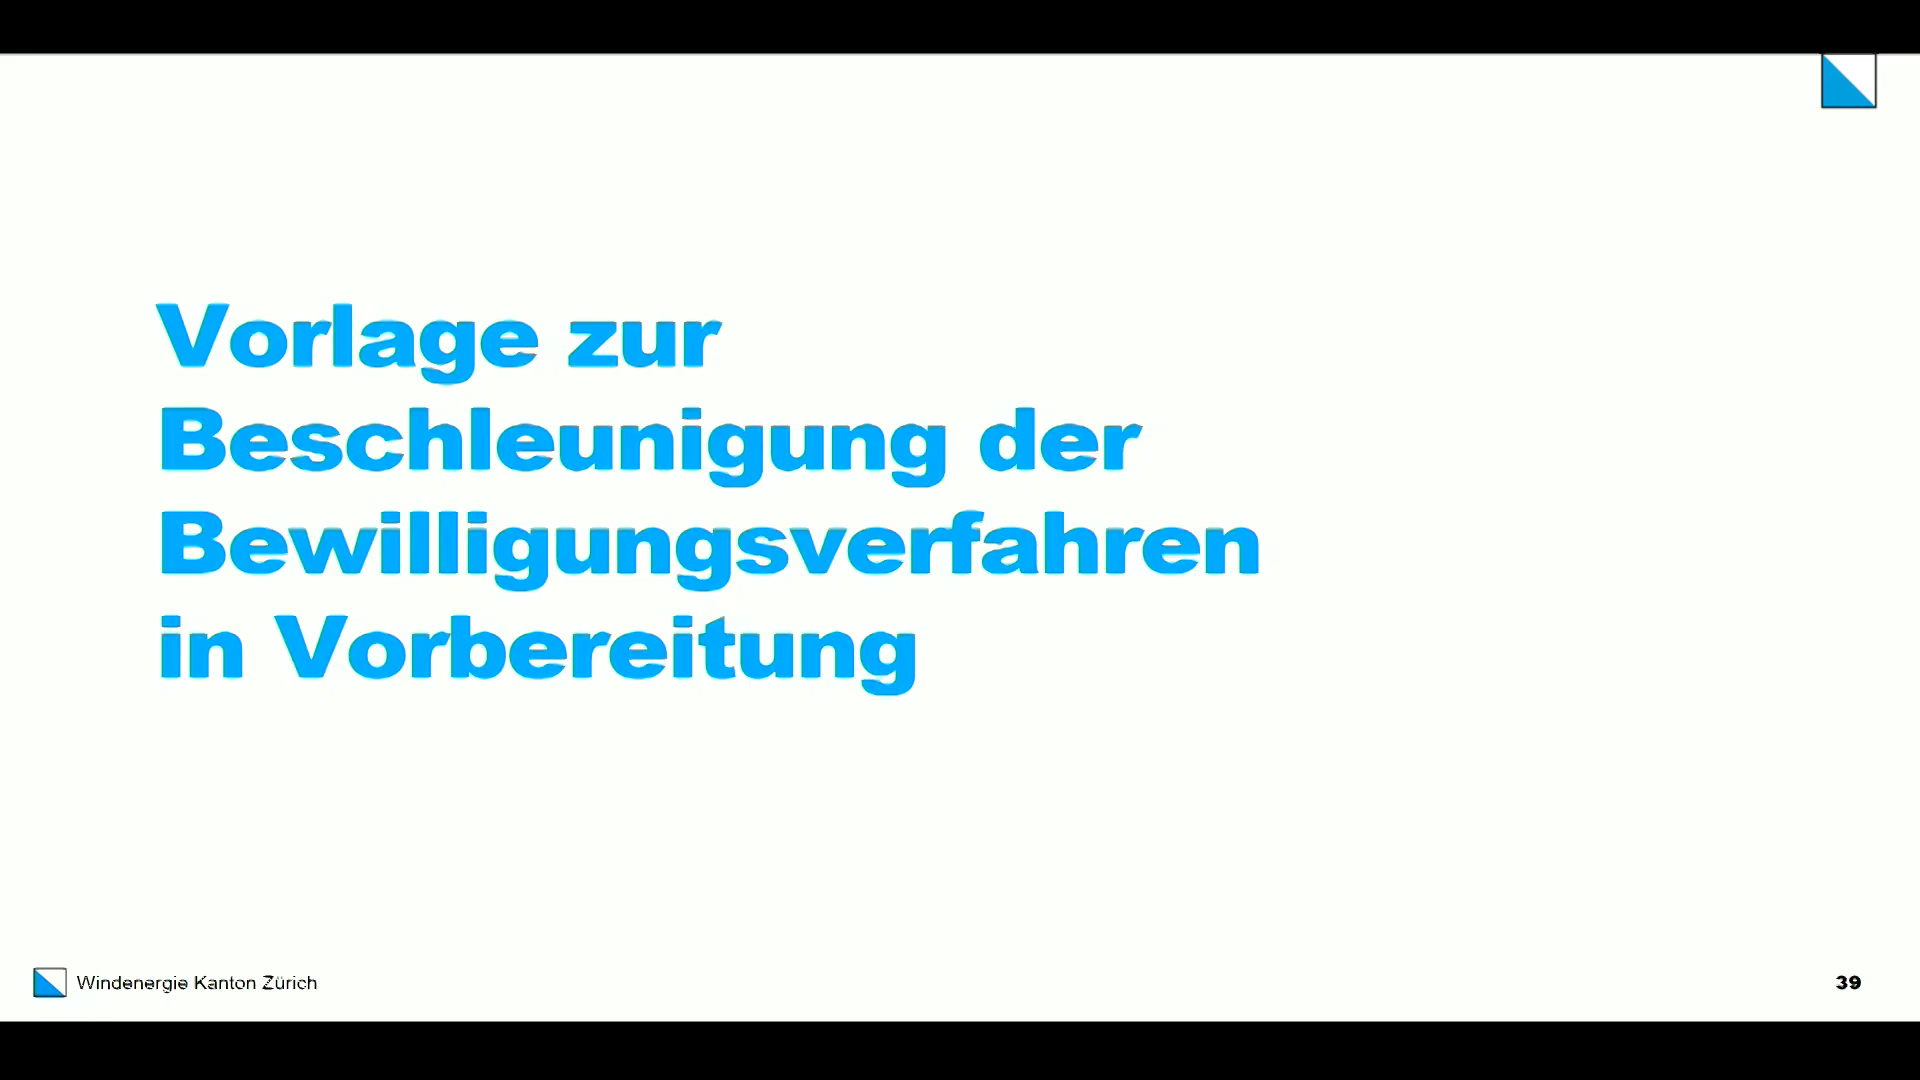 Vorlage zur
Beschleunigung der
Bewilligungsverfahren
in Vorbereitung
Windenergie Kanton Zürich
39